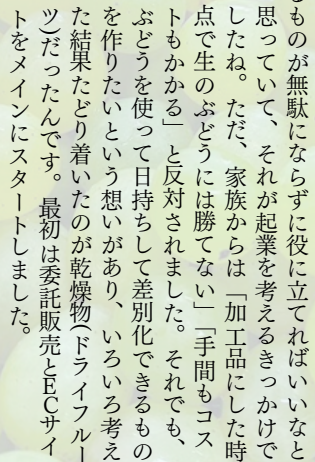 るものが無駄にならずに役に立てればいいなと
思っていて、それが起業を考えるきっかけで
したね。ただ、家族からは「加工品にした時
点で生のぶどうには勝てない」「手間もコス
トもかかる」と反対されました。それでも、
ぶどうを使って日持ちして差別化できるもの
を作りたいという想いがあり、いろいろ考え
た結果たどり着いたのが乾燥物(ドライフルー
ツ)だったんです。最初は委託販売とECサイ
トをメインにスタートしました。